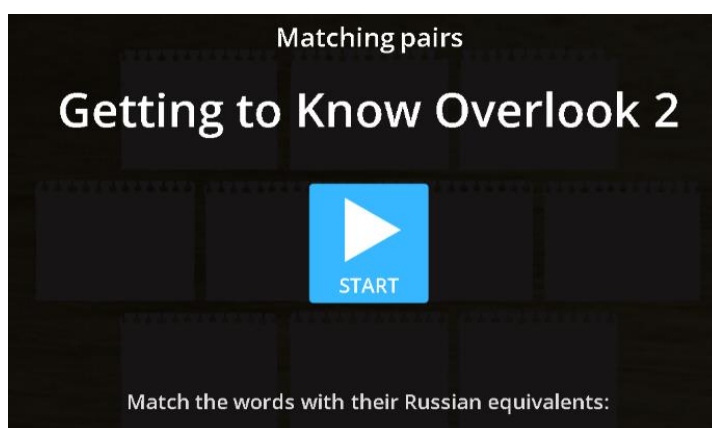 Matching pairs
Getting to Know Overlook 2
START
Match the words with their Russian equivalents: